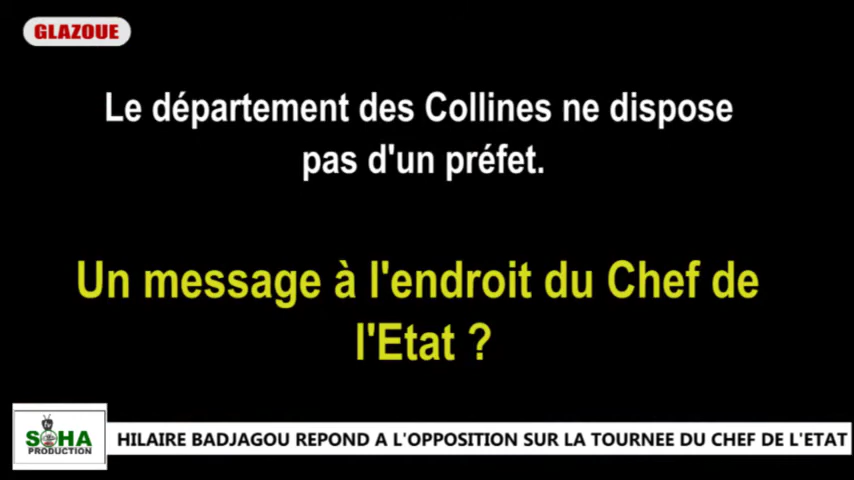 GLAZOUE
Le département des Collines ne dispose
pas d'un préfet.
Un message à l'endroit du Chef de
l'Etat ?
SOHA
PRODUCTION
HILAIRE BADJAGOU REPOND A L'OPPOSITION SUR LA TOURNEE DU CHEF DE L'ETAT